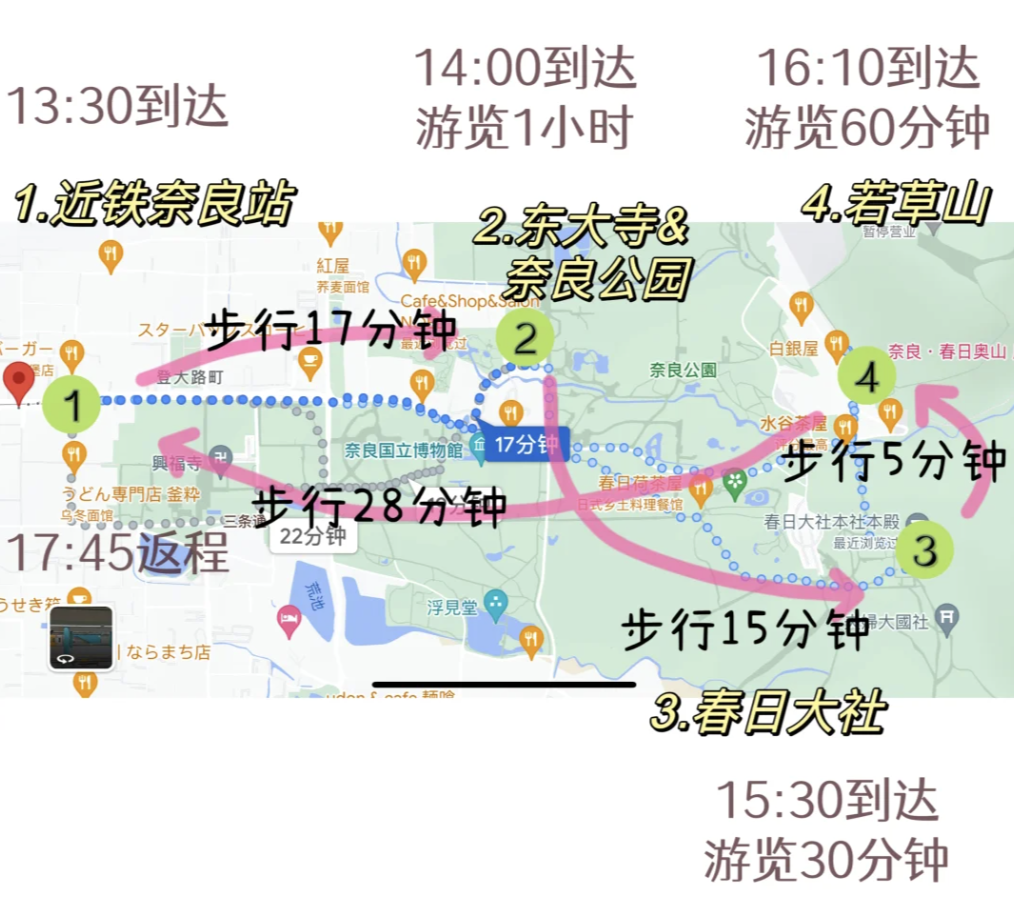 13:30到达
14:00到达
游览1小时
16:10到达
游览60分钟
1.近铁奈良站
2.东大寺&
奈良公园
4.若草山
暂停营业
紅屋
荞麦面馆
Cafe&Shop&Salon
スターバックスコーヒ
步行17分钟
最近浏览过
バーガー
堡店
登大路町
白銀屋
奈良・春日奥山
奈良公園
1
2
4
水谷茶屋
奈良国立博物館
17分钟
步行5分钟
興福寺
春日荷茶屋
日式乡土料理餐馆
うどん専門店 釜粋
乌冬面馆
步行28分钟
三条通
22分钟
春日大社本社本殿
最近浏览过
3
17:45返程
荒池
浮見堂
步行15分钟
婦大國社
うせき箱
ならまち店
udon & cafe 麺喰
3.春日大社
15:30到达
游览30分钟